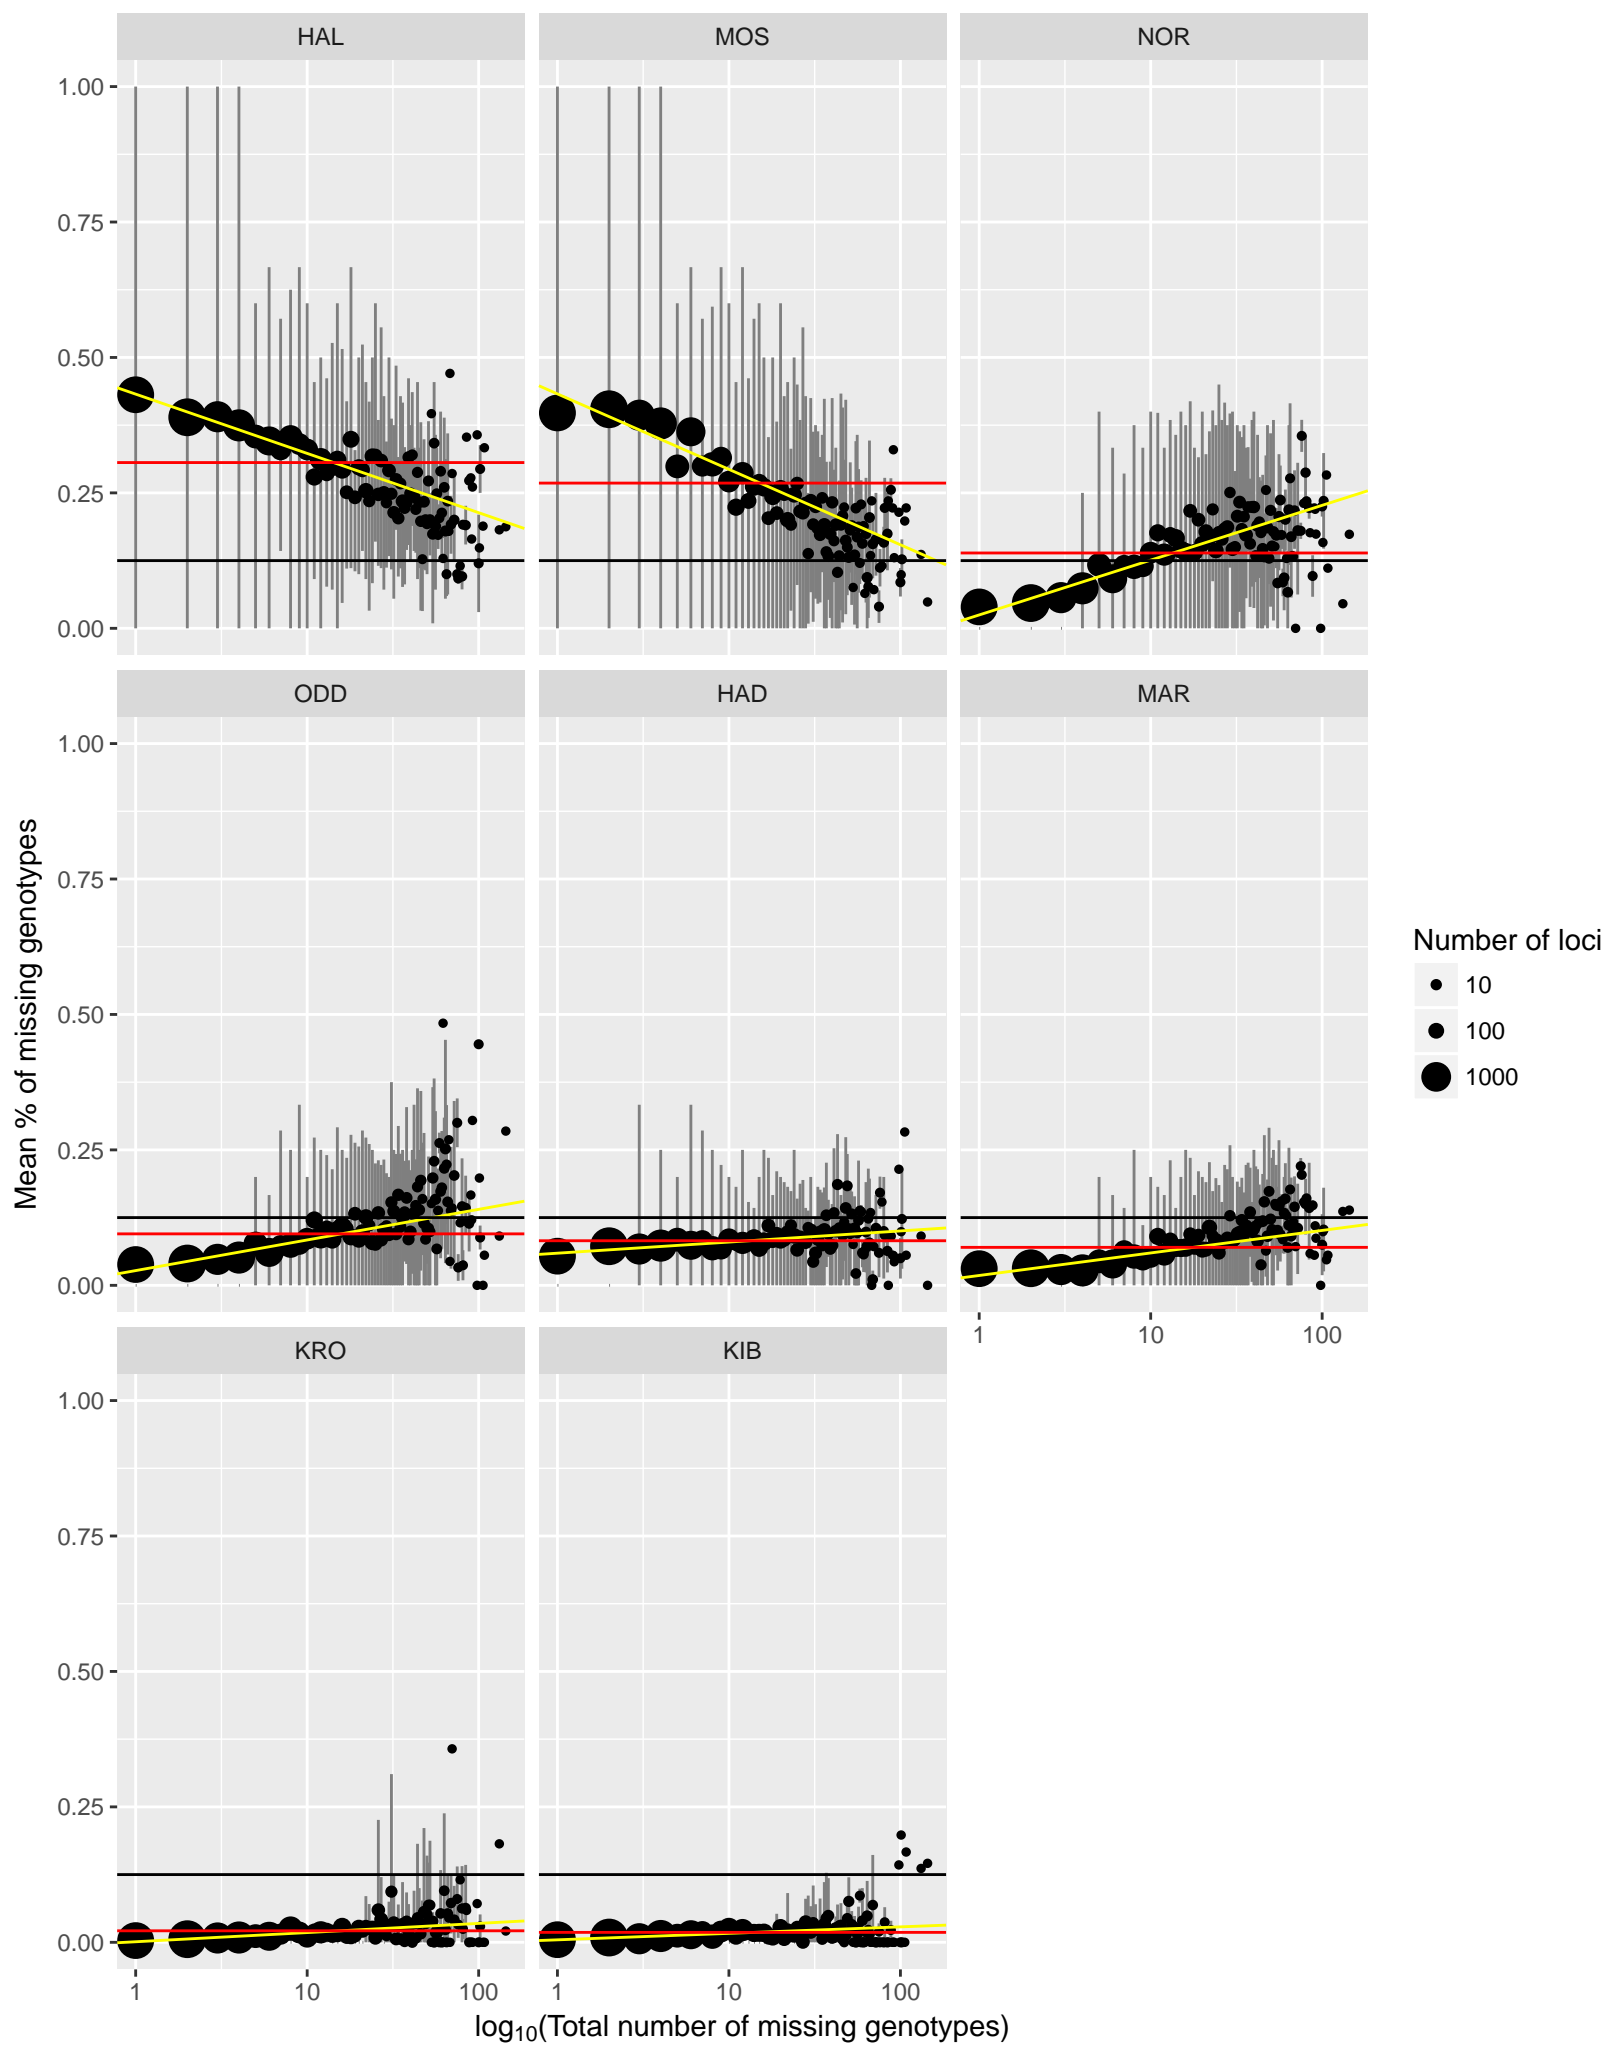 HAL MOS NOR
1.00
0.75
0.50
0.25
0.00
ODD HAD MAR
1.00
0.75
0.50
0.25
0.00
1 10 100
KRO KIB
1.00
0.75
0.50
0.25
0.00
1 10 100 1 10 100
log₁₀(Total number of missing genotypes)
Mean % of missing genotypes
Number of loci
10
100
1000